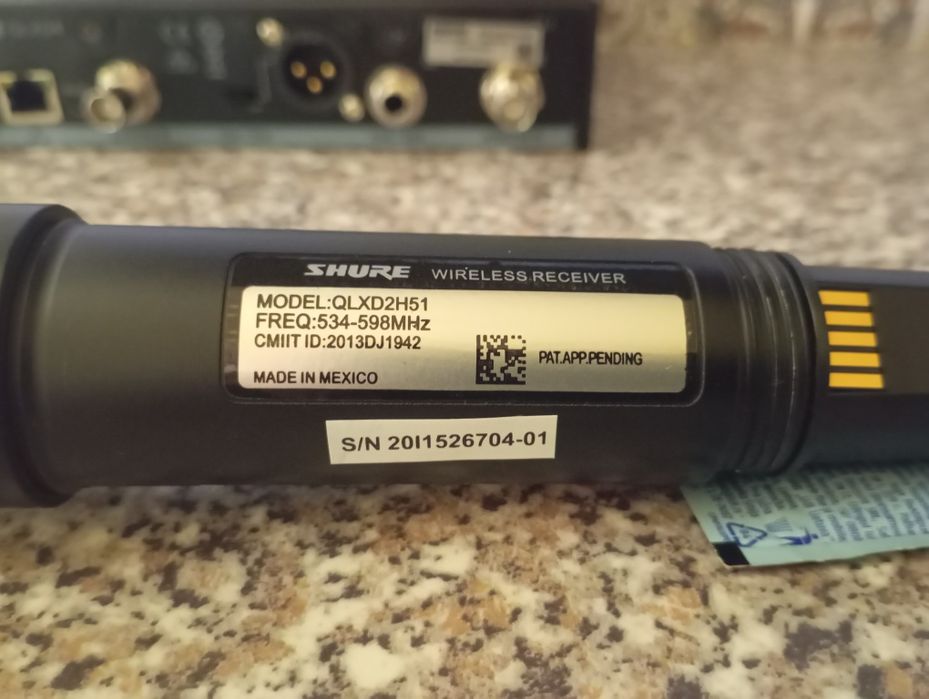 SHURE WIRELESS RECEIVER
MODEL:QLXD2H51
FREQ:534-598MHz
CMIIT ID:2013DJ1942
PAT.APP.PENDING
MADE IN MEXICO
S/N 20I1526704-01